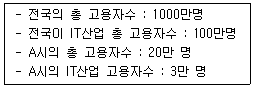 - 전국의 총 고용자수 : 1000만명
- 전국이 IT산업 총 고용자수 : 100만명
- A시의 총 고용자수 : 20만 명
- A시의 IT산업 고용자수 : 3만 명